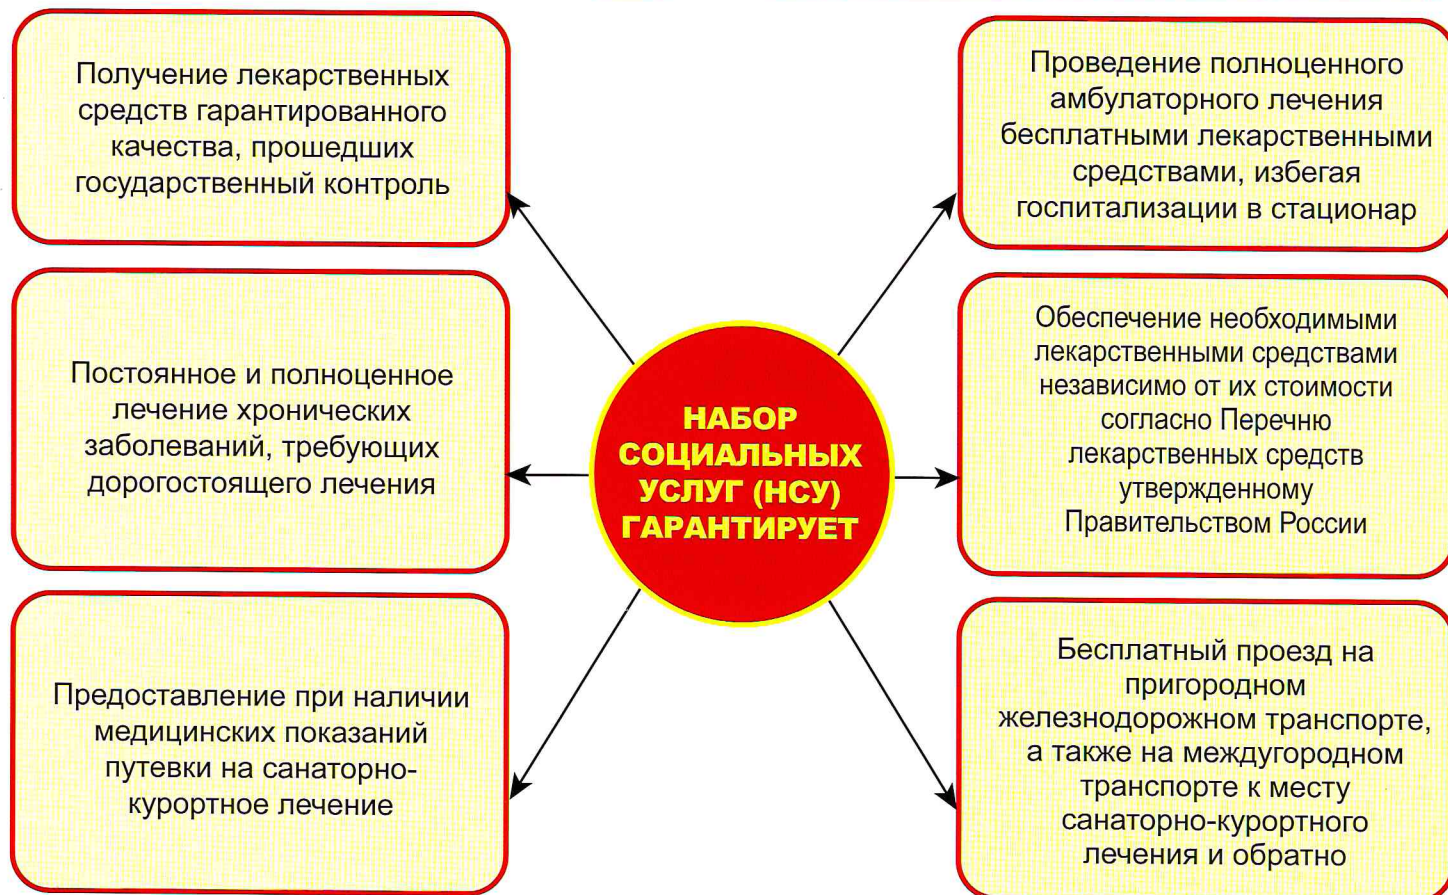 Получение лекарственных
средств гарантированного
качества, прошедших
государственный контроль
Постоянное и полноценное
лечение хронических
заболеваний, требующих
дорогостоящего лечения
Предоставление при наличии
медицинских показаний
путевки на санаторно-
курортное лечение
НАБОР
СОЦИАЛЬНЫХ
УСЛУГ (НСУ)
ГАРАНТИРУЕТ
Проведение полноценного
амбулаторного лечения
бесплатными лекарственными
средствами, избегая
госпитализации в стационар
Обеспечение необходимыми
лекарственными средствами
независимо от их стоимости
согласно Перечню
лекарственных средств
утвержденному
Правительством России
Бесплатный проезд на
пригородном
железнодорожном транспорте,
а также на междугородном
транспорте к месту
санаторно-курортного
лечения и обратно